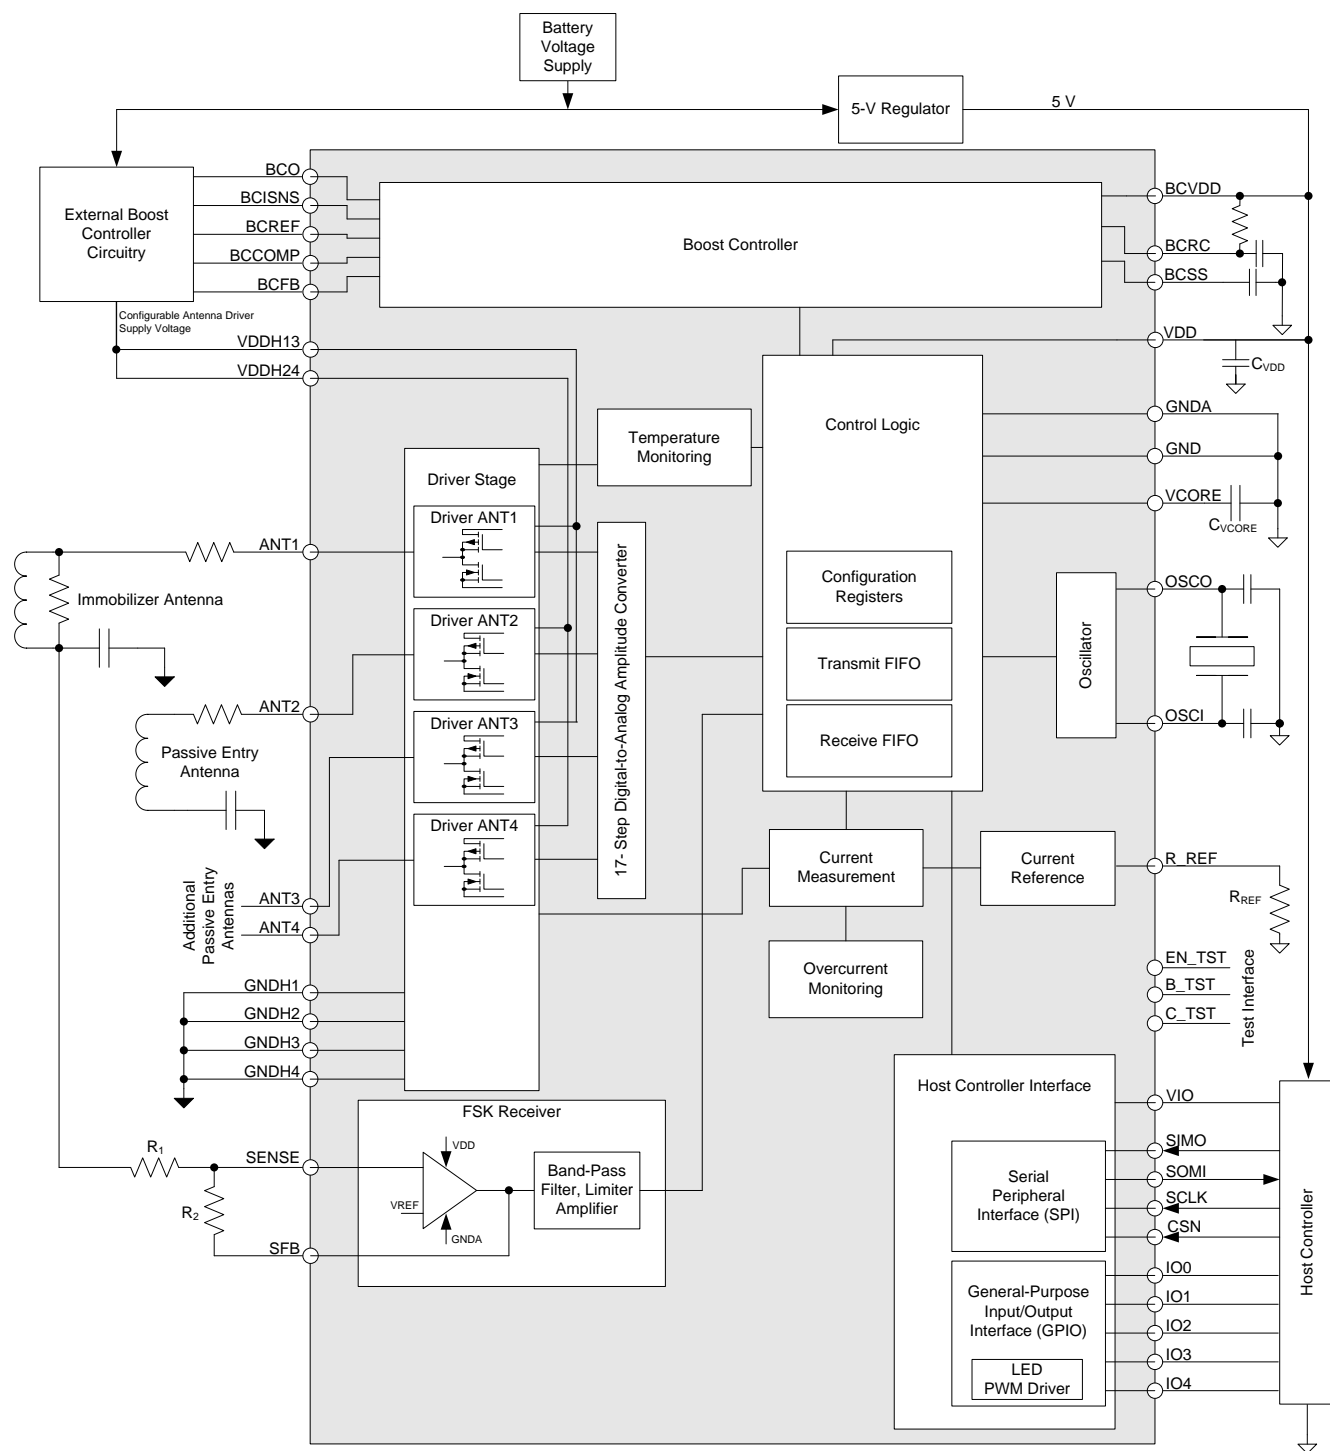 Battery
Voltage
Supply
5-V Regulator
5 V
External Boost
Controller
Circuitry
BCO
BCISNS
BCREF
BCCOMP
BCFB
Boost Controller
BCVDD
BCRC
BCSS
Configurable Antenna Driver
Supply Voltage
VDDH13
VDDH24
VDD
CVDD
Temperature
Monitoring
Control Logic
GNDA
GND
VCORE
CVCORE
Driver Stage
Driver ANT1
Driver ANT2
Driver ANT3
Driver ANT4
17- Step Digital-to-Analog Amplitude Converter
Configuration
Registers
Transmit FIFO
Receive FIFO
Oscillator
OSCO
OSCI
ANT1
Immobilizer Antenna
ANT2
Passive Entry
Antenna
Additional
Passive Entry
Antennas
ANT3
ANT4
Current
Measurement
Current
Reference
R_REF
RREF
Overcurrent
Monitoring
EN_TST
B_TST
C_TST
Test Interface
GNDH1
GNDH2
GNDH3
GNDH4
FSK Receiver
R1
R2
SENSE
SFB
VDD
VREF
GNDA
Band-Pass
Filter, Limiter
Amplifier
Host Controller Interface
Serial
Peripheral
Interface (SPI)
General-Purpose
Input/Output
Interface (GPIO)
LED
PWM Driver
VIO
SIMO
SOMI
SCLK
CSN
IO0
IO1
IO2
IO3
IO4
Host Controller